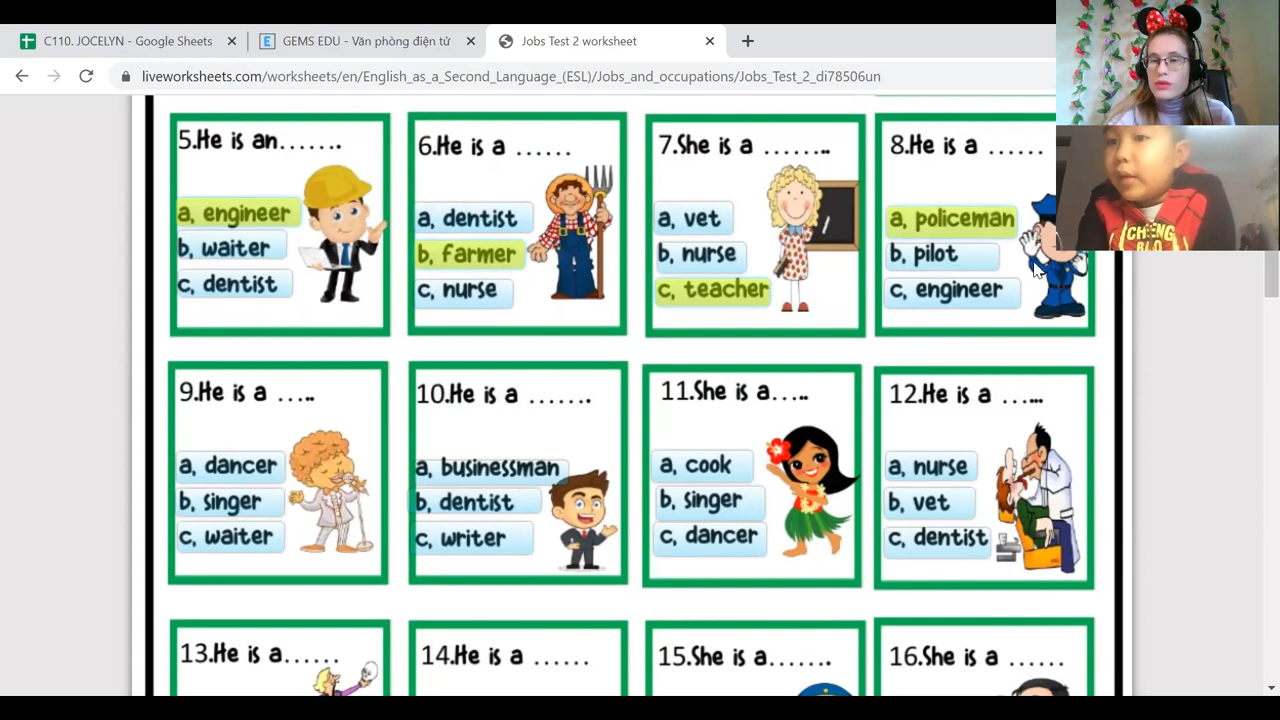 C110. JOCELYN - Google Sheets
GEMS EDU - Văn phòng điện tử
Jobs Test 2 worksheet
liveworksheets.com/worksheets/en/English_as_a_Second_Language_(ESL)/Jobs_and_occupations/Jobs_Test_2_di78506un
5.He is an…….
a, engineer
b, waiter
c, dentist
6.He is a ……
a, dentist
b, farmer
c, nurse
7.She is a ……..
a, vet
b, nurse
c, teacher
8.He is a ……
a, policeman
b, pilot
c, engineer
9.He is a …..
a, dancer
b, singer
c, waiter
10.He is a …….
a, businessman
b, dentist
c, writer
11.She is a…..
a, cook
b, singer
c, dancer
12.He is a …...
a, nurse
b, vet
c, dentist
13.He is a……
14.He is a ……
15.She is a…….
16.She is a ……